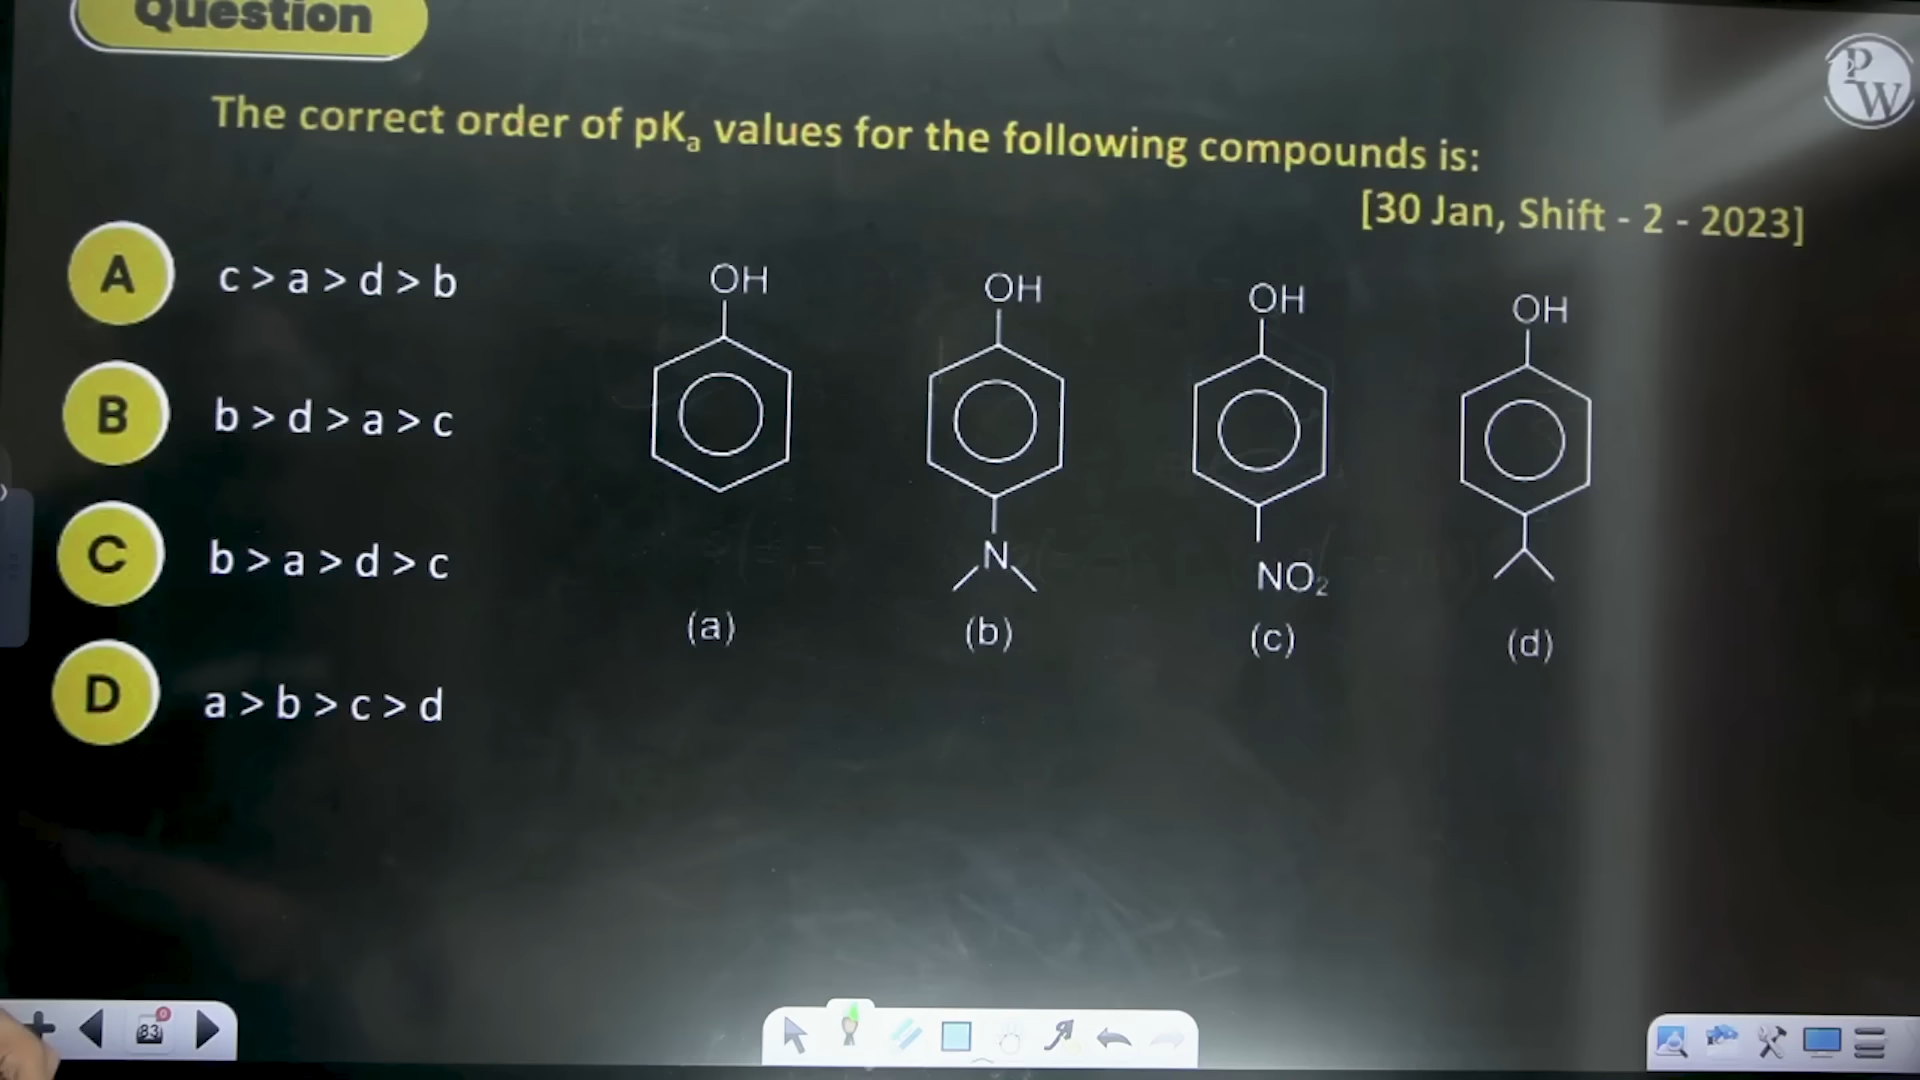 Question
The correct order of pKₐ values for the following compounds is:
[30 Jan, Shift - 2 - 2023]
A c > a > d > b
B b > d > a > c
C b > a > d > c
D a > b > c > d
OH OH OH OH
N NO₂
(a) (b) (c) (d)
PW
83
0